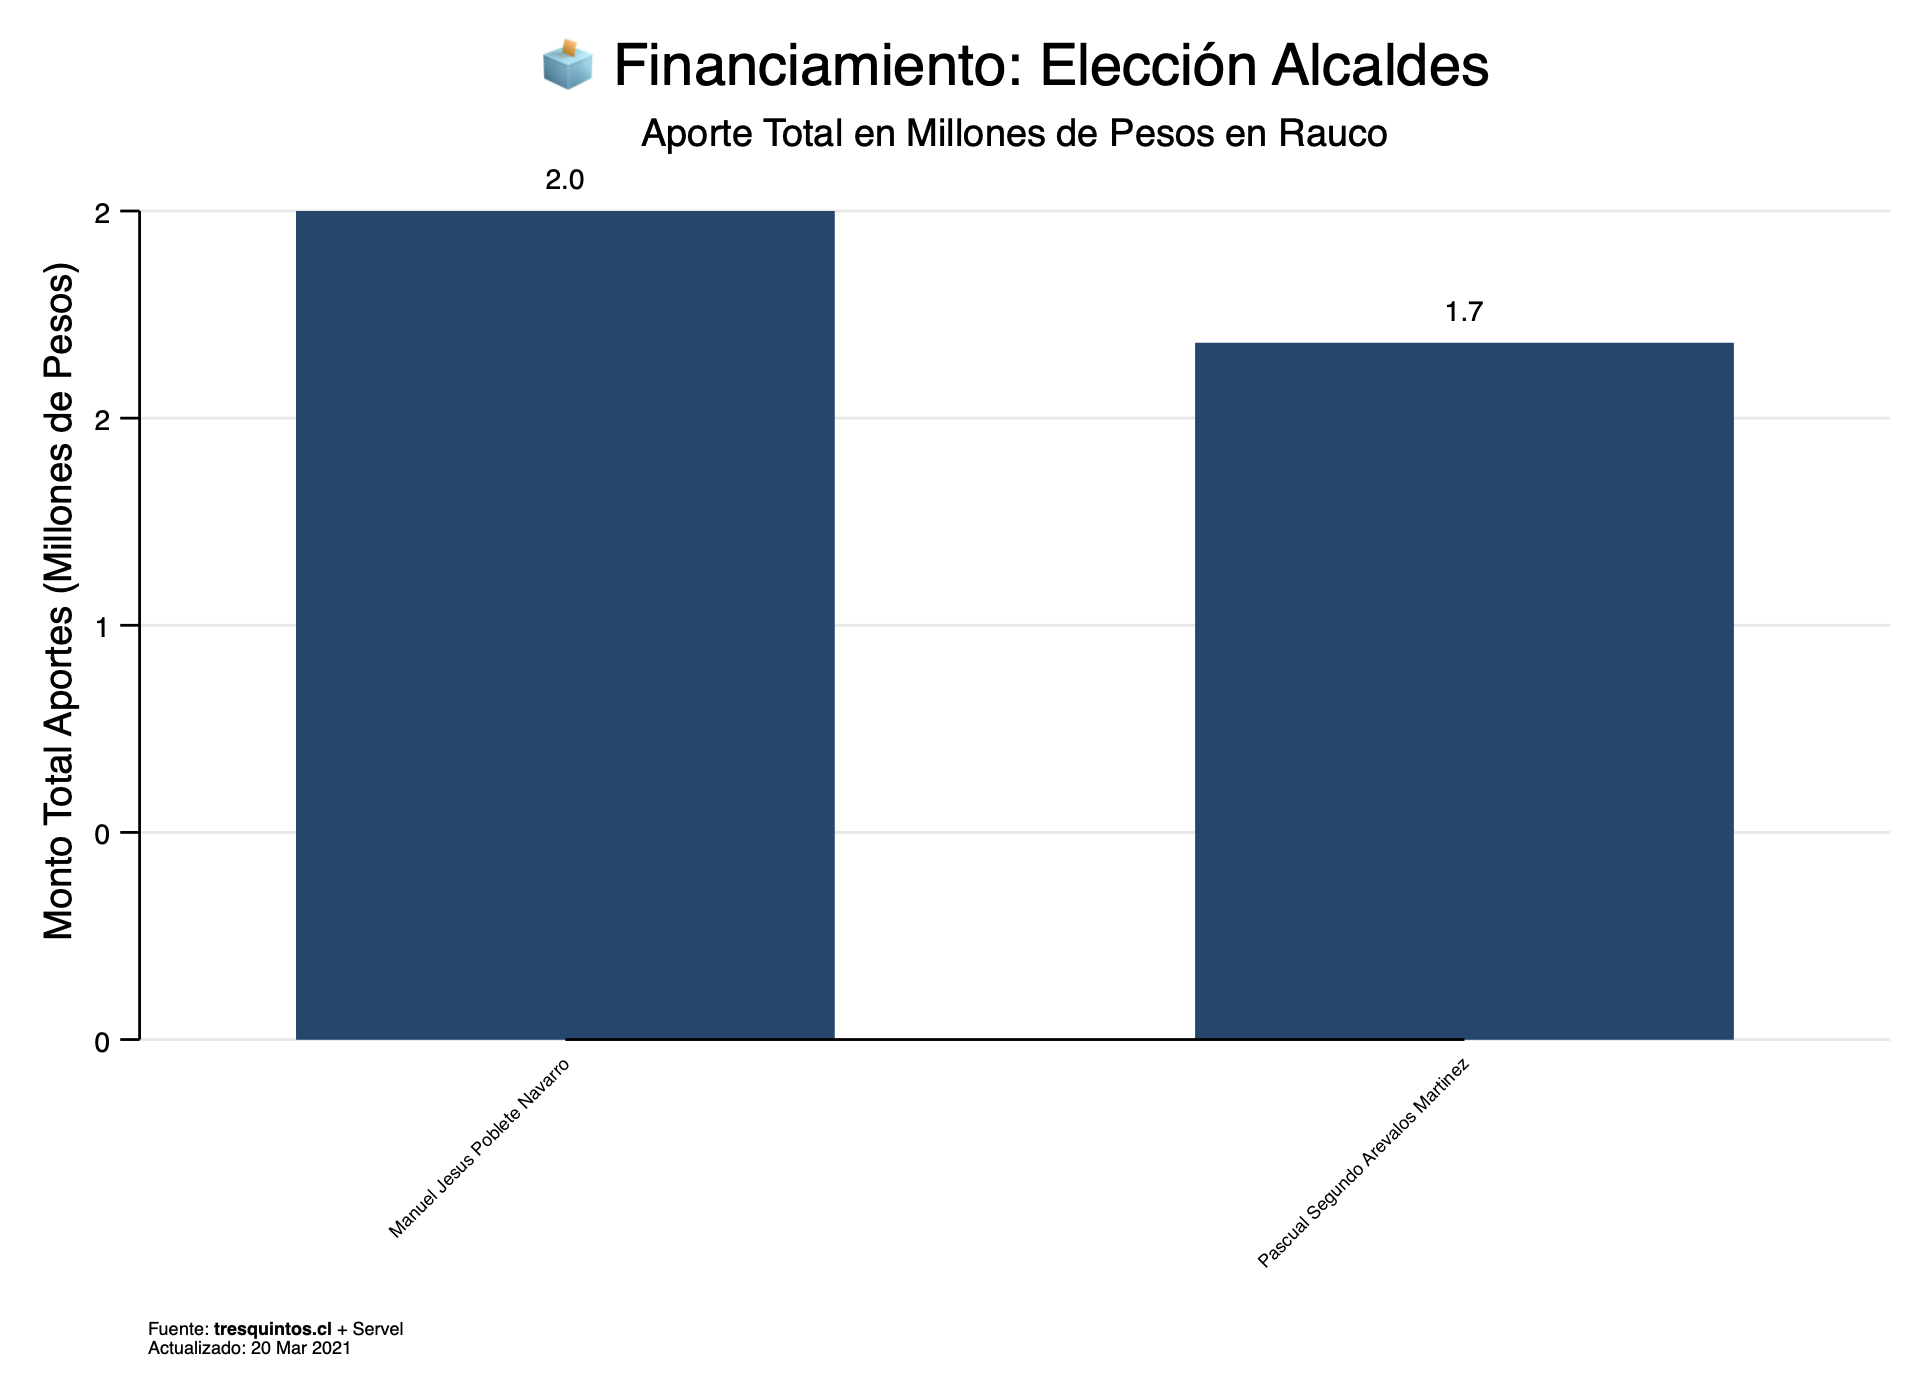 🗳️ Financiamiento: Elección Alcaldes
Aporte Total en Millones de Pesos en Rauco
Monto Total Aportes (Millones de Pesos)
2
2
1
0
0
2.0
1.7
Manuel Jesus Poblete Navarro
Pascual Segundo Arevalos Martinez
Fuente: tresquintos.cl + Servel
Actualizado: 20 Mar 2021